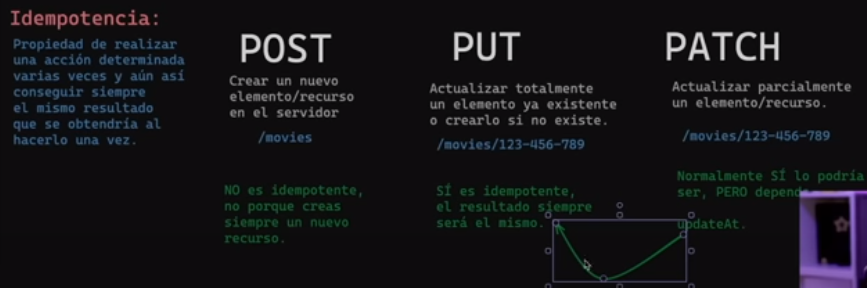 Idempotencia:
Propiedad de realizar
una acción determinada
varias veces y aún así
conseguir siempre
el mismo resultado
que se obtendría al
hacerlo una vez.
POST
Crear un nuevo
elemento/recurso
en el servidor
/movies
NO es idempotente,
no porque creas
siempre un nuevo
recurso.
PUT
Actualizar totalmente
un elemento ya existente
o crearlo si no existe.
/movies/123-456-789
SÍ es idempotente,
el resultado siempre
será el mismo.
PATCH
Actualizar parcialmente
un elemento/recurso.
/movies/123-456-789
Normalmente SÍ lo podría
ser, PERO depende
updateAt.